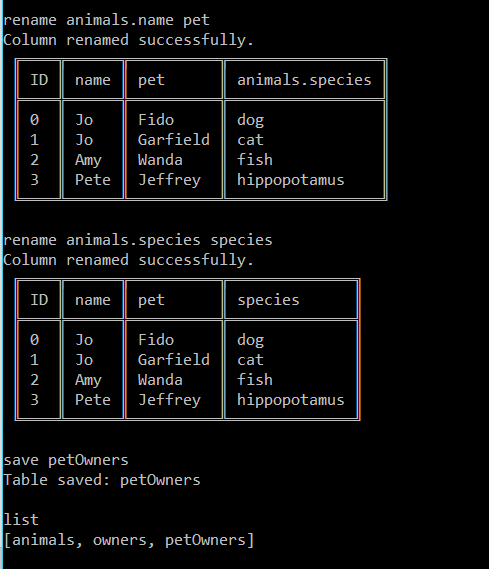 rename animals.name pet
Column renamed successfully.
ID name pet animals.species
0 Jo Fido dog
1 Jo Garfield cat
2 Amy Wanda fish
3 Pete Jeffrey hippopotamus
rename animals.species species
Column renamed successfully.
ID name pet species
0 Jo Fido dog
1 Jo Garfield cat
2 Amy Wanda fish
3 Pete Jeffrey hippopotamus
save petOwners
Table saved: petOwners
list
[animals, owners, petOwners]